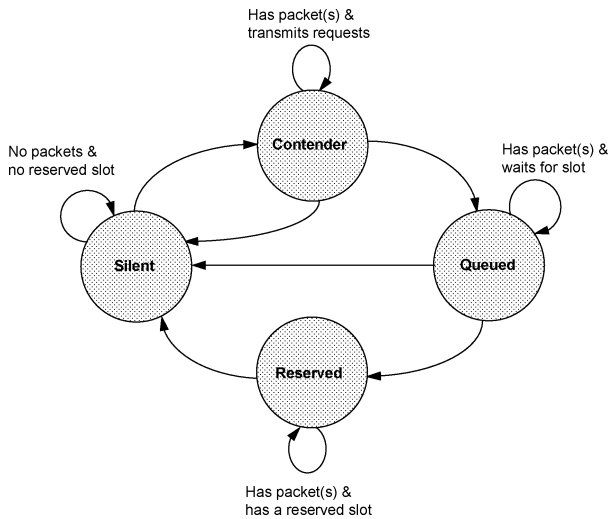 Has packet(s) &
transmits requests
Contender
No packets &
no reserved slot
Has packet(s) &
waits for slot
Silent
Queued
Reserved
Has packet(s) &
has a reserved slot